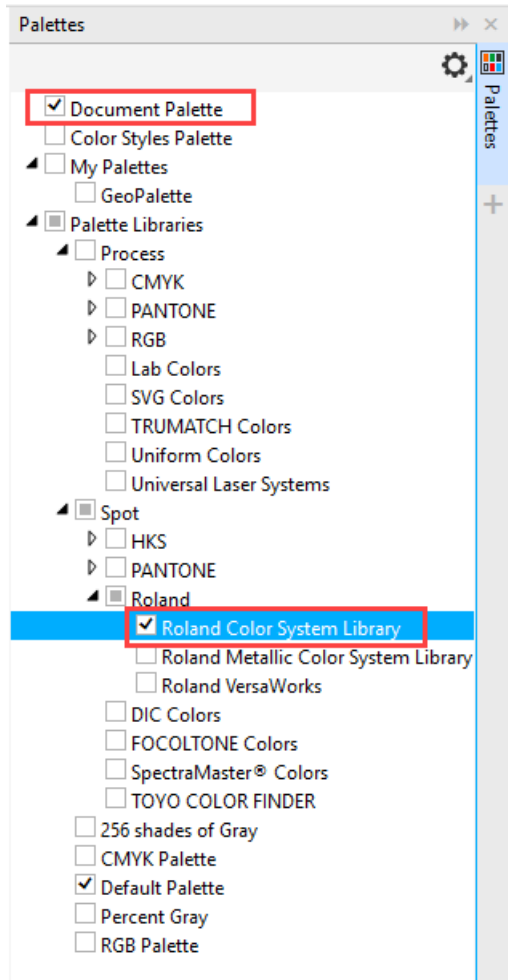 Palettes
Palettes
Document Palette
Color Styles Palette
My Palettes
GeoPalette
Palette Libraries
Process
CMYK
PANTONE
RGB
Lab Colors
SVG Colors
TRUMATCH Colors
Uniform Colors
Universal Laser Systems
Spot
HKS
PANTONE
Roland
Roland Color System Library
Roland Metallic Color System Library
Roland VersaWorks
DIC Colors
FOCOLTONE Colors
SpectraMaster® Colors
TOYO COLOR FINDER
256 shades of Gray
CMYK Palette
Default Palette
Percent Gray
RGB Palette